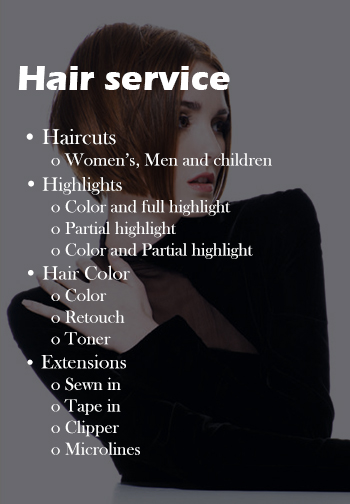 Hair service
• Haircuts
o Women's, Men and children
• Highlights
o Color and full highlight
o Partial highlight
o Color and Partial highlight
• Hair Color
o Color
o Retouch
o Toner
• Extensions
o Sewn in
o Tape in
o Clipper
o Microlines